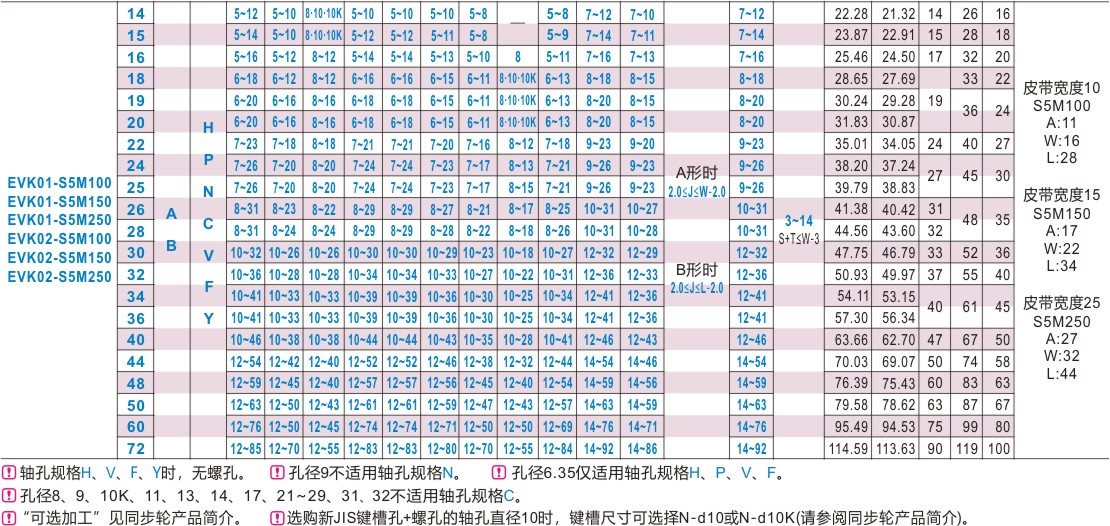 14 5~12 5~10 8·10·10K 5~10 5~10 5~10 5~8 — 5~8 7~12 7~10 7~12 22.28 21.32 14 26 16
15 5~14 5~10 8·10·10K 5~12 5~12 5~11 5~8 5~9 7~14 7~11 7~14 23.87 22.91 15 28 18
16 5~16 5~12 8~12 5~14 5~14 5~13 5~10 8 5~11 7~16 7~13 7~16 25.46 24.50 17 32 20
18 6~18 6~12 8~12 6~15 6~16 6~15 6~11 8·10·10K 6~13 8~18 8~15 8~18 28.65 27.69 33 22
19 6~20 6~16 8~16 6~18 6~18 6~15 6~11 8·10·10K 6~13 8~20 8~15 8~20 30.24 29.28 19 36 24
20 6~20 6~16 8~16 6~18 6~18 6~15 6~11 8·10·10K 6~13 8~20 8~15 8~20 31.83 30.87
22 7~23 7~18 8~18 7~21 7~21 7~20 7~16 8~12 7~18 9~23 9~20 9~23 35.01 34.05 24 40 27
24 7~26 7~20 8~20 7~24 7~24 7~23 7~17 8~13 7~21 9~26 9~23 9~26 38.20 37.24 27 45 30
25 7~26 7~20 8~20 7~24 7~24 7~23 7~17 8~15 7~21 9~26 9~23 9~26 39.79 38.83
26 8~31 8~23 8~22 8~29 8~29 8~27 8~21 8~17 8~25 10~31 10~27 10~31 41.38 40.42 31 48 35
28 8~31 8~24 8~24 8~29 8~29 8~28 8~22 8~18 8~26 10~31 10~28 10~31 44.56 43.60 32
30 10~32 10~26 10~26 10~30 10~30 10~29 10~23 10~18 10~27 12~32 12~29 12~32 47.75 46.79 33 52 36
32 10~36 10~28 10~28 10~34 10~34 10~33 10~27 10~22 10~31 12~36 12~33 12~36 50.93 49.97 37 55 40
34 10~41 10~33 10~33 10~39 10~39 10~36 10~30 10~25 10~34 12~41 12~36 12~41 54.11 53.15 40 61 45
36 10~41 10~33 10~33 10~39 10~39 10~36 10~30 10~25 10~34 12~41 12~36 12~41 57.30 56.34
40 10~46 10~38 10~38 10~44 10~44 10~43 10~35 10~28 10~41 12~46 12~43 12~46 63.66 62.70 47 67 50
44 12~54 12~42 12~40 12~52 12~52 12~46 12~38 12~32 12~44 14~54 14~46 14~54 70.03 69.07 50 74 58
48 12~59 12~45 12~40 12~57 12~57 12~56 12~45 12~40 12~54 14~59 14~56 14~59 76.39 75.43 60 83 63
50 12~63 12~50 12~43 12~61 12~61 12~59 12~47 12~43 12~57 14~63 14~59 14~63 79.58 78.62 63 87 67
60 12~76 12~50 12~45 12~74 12~74 12~71 12~50 12~50 12~69 14~76 14~71 14~76 95.49 94.53 75 99 80
72 12~85 12~70 12~55 12~83 12~83 12~80 12~70 12~55 12~84 14~92 14~86 14~92 114.59 113.63 90 119 100
EVK01-S5M100
EVK01-S5M150
EVK01-S5M250
EVK02-S5M100
EVK02-S5M150
EVK02-S5M250
A
B
H
P
N
C
V
F
Y
A形时
2.0≤J≤W-2.0
B形时
2.0≤J≤L-2.0
3~14
S+T≤W-3
皮带宽度10
S5M100
A:11
W:16
L:28
皮带宽度15
S5M150
A:17
W:22
L:34
皮带宽度25
S5M250
A:27
W:32
L:44
轴孔规格H、V、F、Y时，无螺孔。 孔径9不适用轴孔规格N。 孔径6.35仅适用轴孔规格H、P、V、F。
孔径8、9、10K、11、13、14、17、21~29、31、32不适用轴孔规格C。
“可选加工”见同步轮产品简介。 选购新JIS键槽孔+螺孔的轴孔直径10时，键槽尺寸可选择N-d10或N-d10K(请参阅同步轮产品简介)。